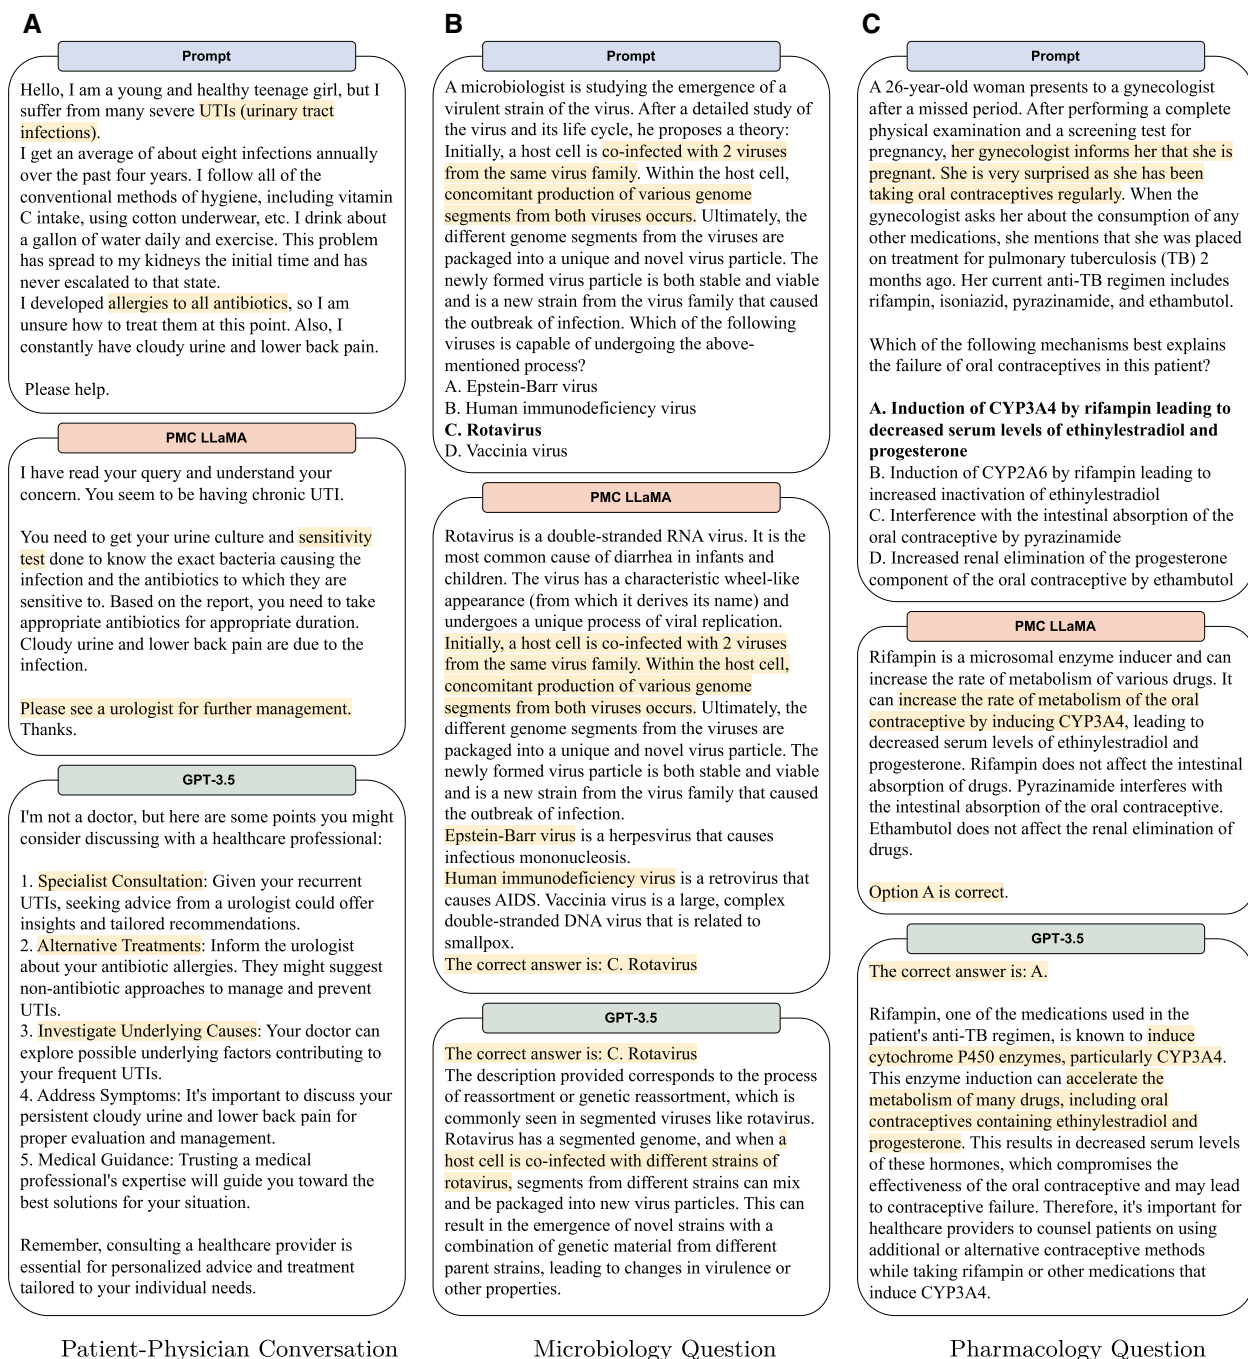 A
Prompt
Hello, I am a young and healthy teenage girl, but I
suffer from many severe UTIs (urinary tract
infections).
I get an average of about eight infections annually
over the past four years. I follow all of the
conventional methods of hygiene, including vitamin
C intake, using cotton underwear, etc. I drink about
a gallon of water daily and exercise. This problem
has spread to my kidneys the initial time and has
never escalated to that state.
I developed allergies to all antibiotics, so I am
unsure how to treat them at this point. Also, I
constantly have cloudy urine and lower back pain.
Please help.
PMC LLaMA
I have read your query and understand your
concern. You seem to be having chronic UTI.
You need to get your urine culture and sensitivity
test done to know the exact bacteria causing the
infection and the antibiotics to which they are
sensitive to. Based on the report, you need to take
appropriate antibiotics for appropriate duration.
Cloudy urine and lower back pain are due to the
infection.
Please see a urologist for further management.
Thanks.
GPT-3.5
I'm not a doctor, but here are some points you might
consider discussing with a healthcare professional:
1. Specialist Consultation: Given your recurrent
UTIs, seeking advice from a urologist could offer
insights and tailored recommendations.
2. Alternative Treatments: Inform the urologist
about your antibiotic allergies. They might suggest
non-antibiotic approaches to manage and prevent
UTIs.
3. Investigate Underlying Causes: Your doctor can
explore possible underlying factors contributing to
your frequent UTIs.
4. Address Symptoms: It's important to discuss your
persistent cloudy urine and lower back pain for
proper evaluation and management.
5. Medical Guidance: Trusting a medical
professional's expertise will guide you toward the
best solutions for your situation.
Remember, consulting a healthcare provider is
essential for personalized advice and treatment
tailored to your individual needs.
Patient-Physician Conversation
B
Prompt
A microbiologist is studying the emergence of a
virulent strain of the virus. After a detailed study of
the virus and its life cycle, he proposes a theory:
Initially, a host cell is co-infected with 2 viruses
from the same virus family. Within the host cell,
concomitant production of various genome
segments from both viruses occurs. Ultimately, the
different genome segments from the viruses are
packaged into a unique and novel virus particle. The
newly formed virus particle is both stable and viable
and is a new strain from the virus family that caused
the outbreak of infection. Which of the following
viruses is capable of undergoing the above-
mentioned process?
A. Epstein-Barr virus
B. Human immunodeficiency virus
C. Rotavirus
D. Vaccinia virus
PMC LLaMA
Rotavirus is a double-stranded RNA virus. It is the
most common cause of diarrhea in infants and
children. The virus has a characteristic wheel-like
appearance (from which it derives its name) and
undergoes a unique process of viral replication.
Initially, a host cell is co-infected with 2 viruses
from the same virus family. Within the host cell,
concomitant production of various genome
segments from both viruses occurs. Ultimately, the
different genome segments from the viruses are
packaged into a unique and novel virus particle. The
newly formed virus particle is both stable and viable
and is a new strain from the virus family that caused
the outbreak of infection.
Epstein-Barr virus is a herpesvirus that causes
infectious mononucleosis.
Human immunodeficiency virus is a retrovirus that
causes AIDS. Vaccinia virus is a large, complex
double-stranded DNA virus that is related to
smallpox.
The correct answer is: C. Rotavirus
GPT-3.5
The correct answer is: C. Rotavirus
The description provided corresponds to the process
of reassortment or genetic reassortment, which is
commonly seen in segmented viruses like rotavirus.
Rotavirus has a segmented genome, and when a
host cell is co-infected with different strains of
rotavirus, segments from different strains can mix
and be packaged into new virus particles. This can
result in the emergence of novel strains with a
combination of genetic material from different
parent strains, leading to changes in virulence or
other properties.
Microbiology Question
C
Prompt
A 26-year-old woman presents to a gynecologist
after a missed period. After performing a complete
physical examination and a screening test for
pregnancy, her gynecologist informs her that she is
pregnant. She is very surprised as she has been
taking oral contraceptives regularly. When the
gynecologist asks her about the consumption of any
other medications, she mentions that she was placed
on treatment for pulmonary tuberculosis (TB) 2
months ago. Her current anti-TB regimen includes
rifampin, isoniazid, pyrazinamide, and ethambutol.
Which of the following mechanisms best explains
the failure of oral contraceptives in this patient?
A. Induction of CYP3A4 by rifampin leading to
decreased serum levels of ethinylestradiol and
progesterone
B. Induction of CYP2A6 by rifampin leading to
increased inactivation of ethinylestradiol
C. Interference with the intestinal absorption of the
oral contraceptive by pyrazinamide
D. Increased renal elimination of the progesterone
component of the oral contraceptive by ethambutol
PMC LLaMA
Rifampin is a microsomal enzyme inducer and can
increase the rate of metabolism of various drugs. It
can increase the rate of metabolism of the oral
contraceptive by inducing CYP3A4, leading to
decreased serum levels of ethinylestradiol and
progesterone. Rifampin does not affect the intestinal
absorption of drugs. Pyrazinamide interferes with
the intestinal absorption of the oral contraceptive.
Ethambutol does not affect the renal elimination of
drugs.
Option A is correct.
GPT-3.5
The correct answer is: A.
Rifampin, one of the medications used in the
patient's anti-TB regimen, is known to induce
cytochrome P450 enzymes, particularly CYP3A4.
This enzyme induction can accelerate the
metabolism of many drugs, including oral
contraceptives containing ethinylestradiol and
progesterone. This results in decreased serum levels
of these hormones, which compromises the
effectiveness of the oral contraceptive and may lead
to contraceptive failure. Therefore, it's important for
healthcare providers to counsel patients on using
additional or alternative contraceptive methods
while taking rifampin or other medications that
induce CYP3A4.
Pharmacology Question